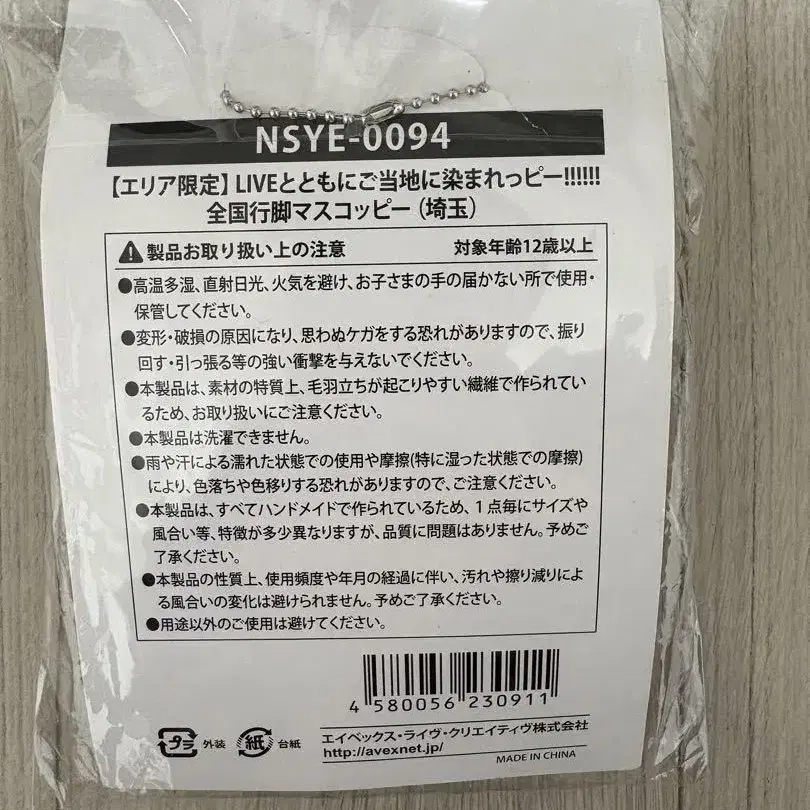 NSYE-0094
【エリア限定】LIVEとともにご当地に染まれっピー!!!!!!
全国行脚マスコッピー(埼玉)
製品お取り扱い上の注意 対象年齢12歳以上
●高温多湿、直射日光、火気を避け、お子さまの手の届かない所で使用・
保管してください。
●変形・破損の原因になり、思わぬケガをする恐れがありますので、振り
回す・引っ張る等の強い衝撃を与えないでください。
●本製品は、素材の特質上、毛羽立ちが起こりやすい繊維で作られてい
るため、お取り扱いにご注意ください。
●本製品は洗濯できません。
●雨や汗による濡れた状態での使用や摩擦(特に湿った状態での摩擦)
により、色落ちや色移りする恐れがありますので、ご注意ください。
●本製品は、すべてハンドメイドで作られているため、1点毎にサイズや
風合い等、特徴が多少異なりますが、品質に問題はありません。予めご
了承ください。
●本製品の性質上、使用頻度や年月の経過に伴い、汚れや擦り減りによ
る風合いの変化は避けられません。予めご了承ください。
●用途以外のご使用は避けてください。
4 580056 230911
プラ 外装 紙 台紙
エイベックス・ライヴ・クリエイティヴ株式会社
http://avexnet.jp/
MADE IN CHINA